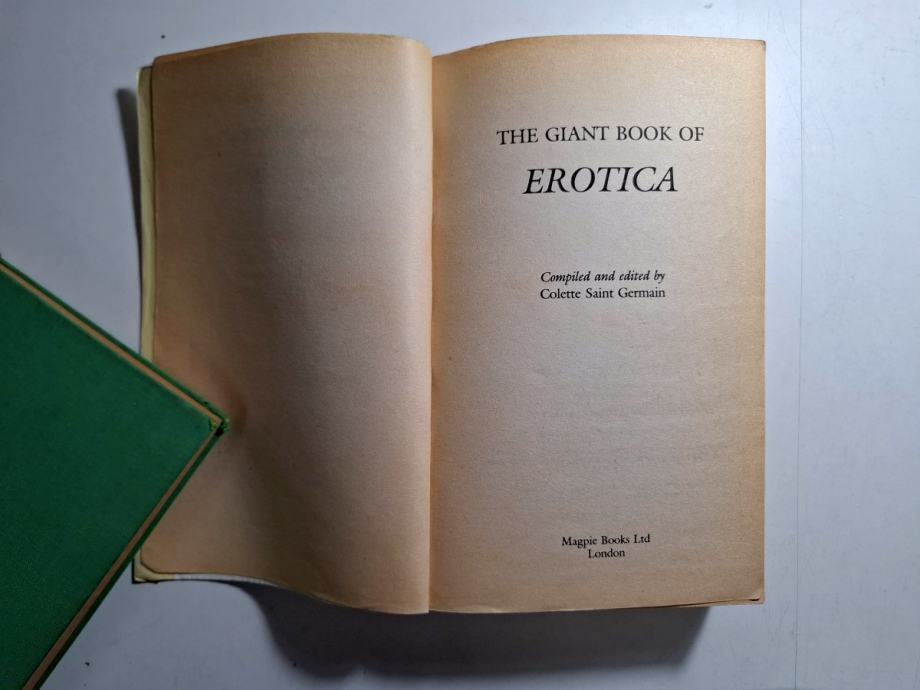 THE GIANT BOOK OF
EROTICA
Compiled and edited by
Colette Saint Germain
Magpie Books Ltd
London